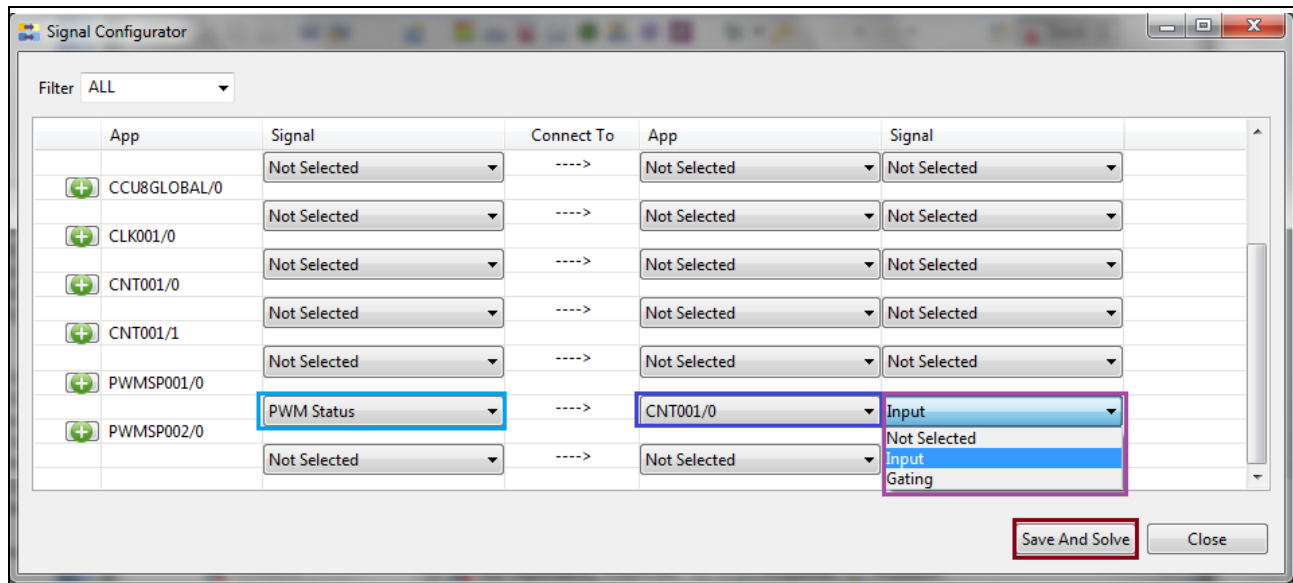 Signal Configurator
Filter ALL
App Signal Connect To App Signal
Not Selected ----> Not Selected Not Selected
CCU8GLOBAL/0
Not Selected ----> Not Selected Not Selected
CLK001/0
Not Selected ----> Not Selected Not Selected
CNT001/0
Not Selected ----> Not Selected Not Selected
CNT001/1
Not Selected ----> Not Selected Not Selected
PWMSP001/0
PWM Status ----> CNT001/0 Input
PWMSP002/0
Not Selected
Not Selected ----> Not Selected Input
Gating
Save And Solve Close